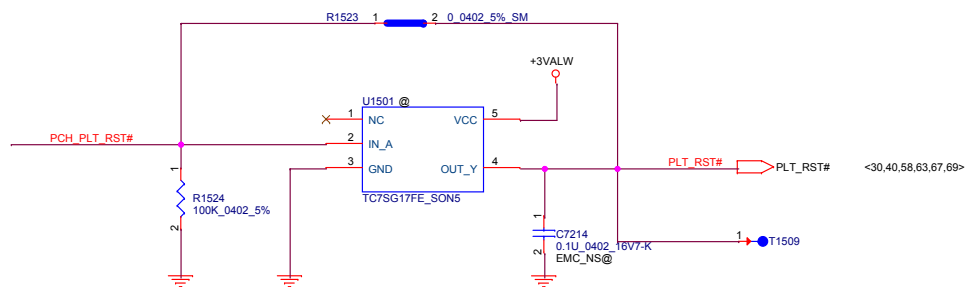 R1523 1 2 0_0402_5%_SM
+3VALW
U1501 @
1 NC VCC 5
PCH_PLT_RST# 2 IN_A
3 GND OUT_Y 4 PLT_RST# PLT_RST# <30,40,58,63,67,69>
TC7SG17FE_SON5
1
R1524
100K_0402_5%
2
1
C7214
0.1U_0402_16V7-K
2
EMC_NS@
1 T1509